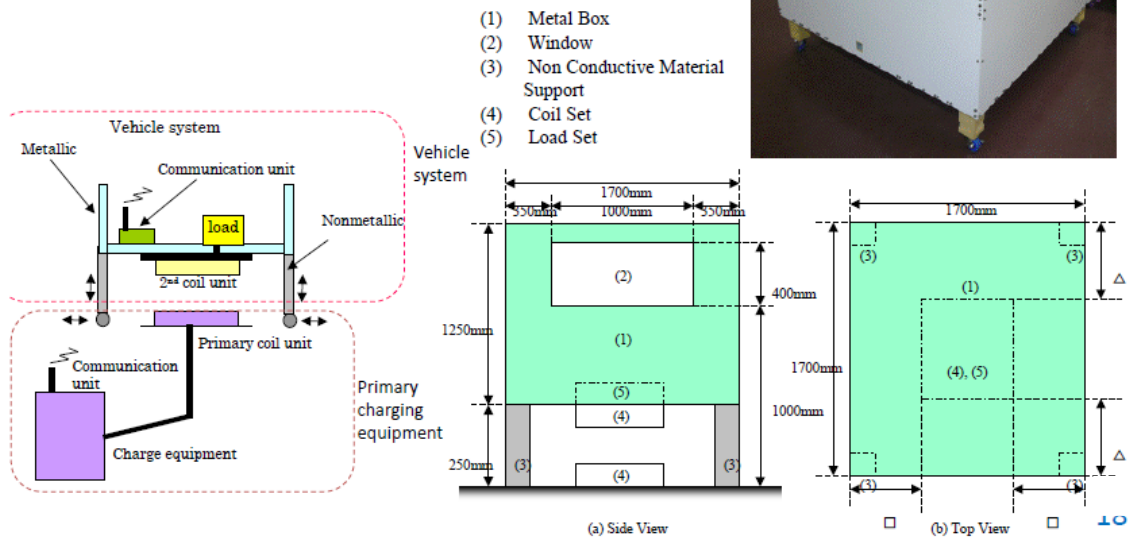 (1) Metal Box
(2) Window
(3) Non Conductive Material
Support
(4) Coil Set
(5) Load Set
Vehicle system
Metallic
Communication unit
Vehicle
system
load
Nonmetallic
2nd coil unit
Primary coil unit
Communication
unit
Primary
charging
equipment
Charge equipment
1700mm
350mm
1000mm
350mm
(2)
400mm
1250mm
(1)
(5)
(4)
1000mm
250mm
(3)
(4)
(3)
(a) Side View
1700mm
(3)
(3)
(1)
△
1700mm
(4), (5)
△
(3)
(3)
□
(b) Top View
□